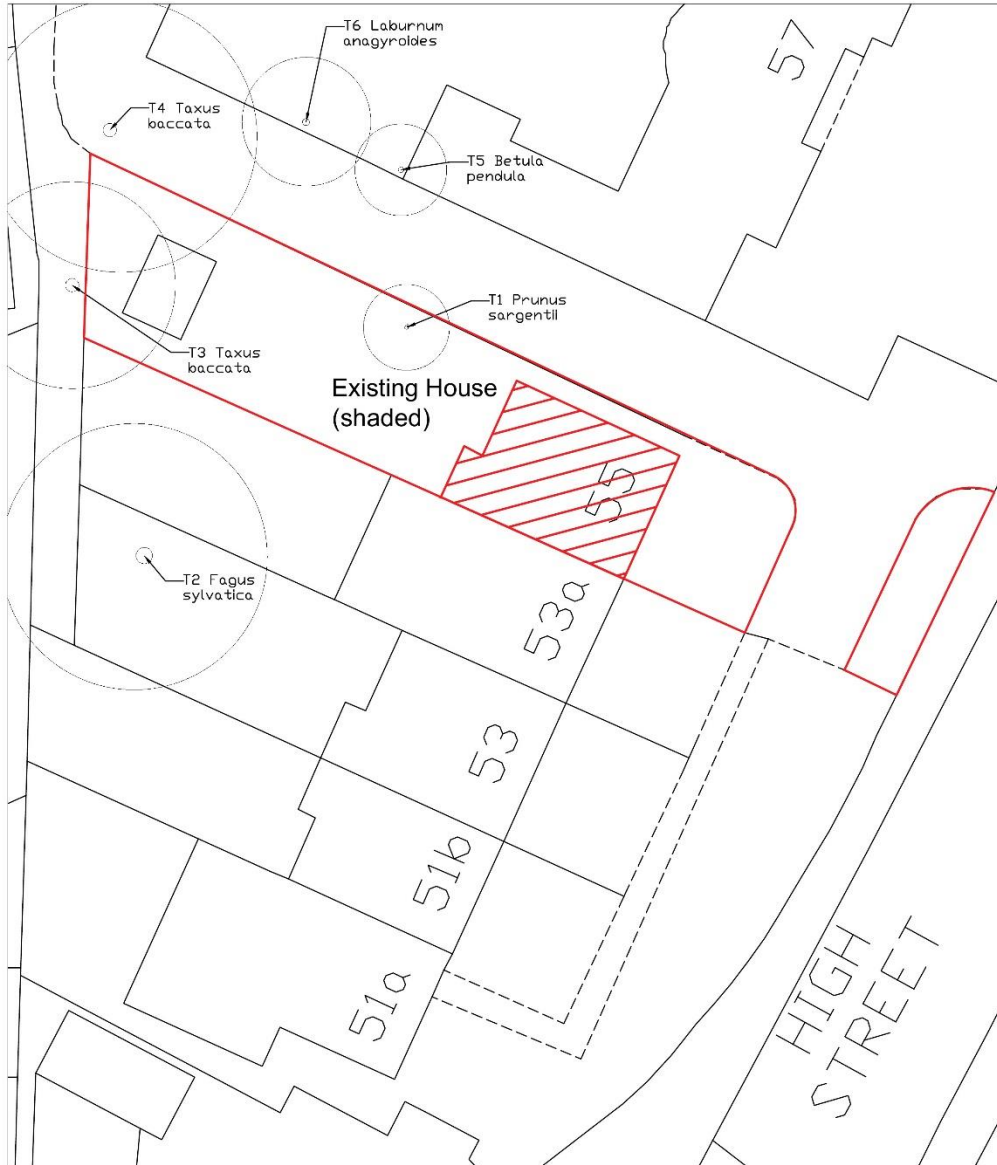 T6 Laburnum
anagyroides
57
T4 Taxus
baccata
T5 Betula
pendula
T1 Prunus
sargentii
T3 Taxus
baccata
Existing House
(shaded)
55
T2 Fagus
sylvatica
53a
53
51b
51a
HIGH
STREET